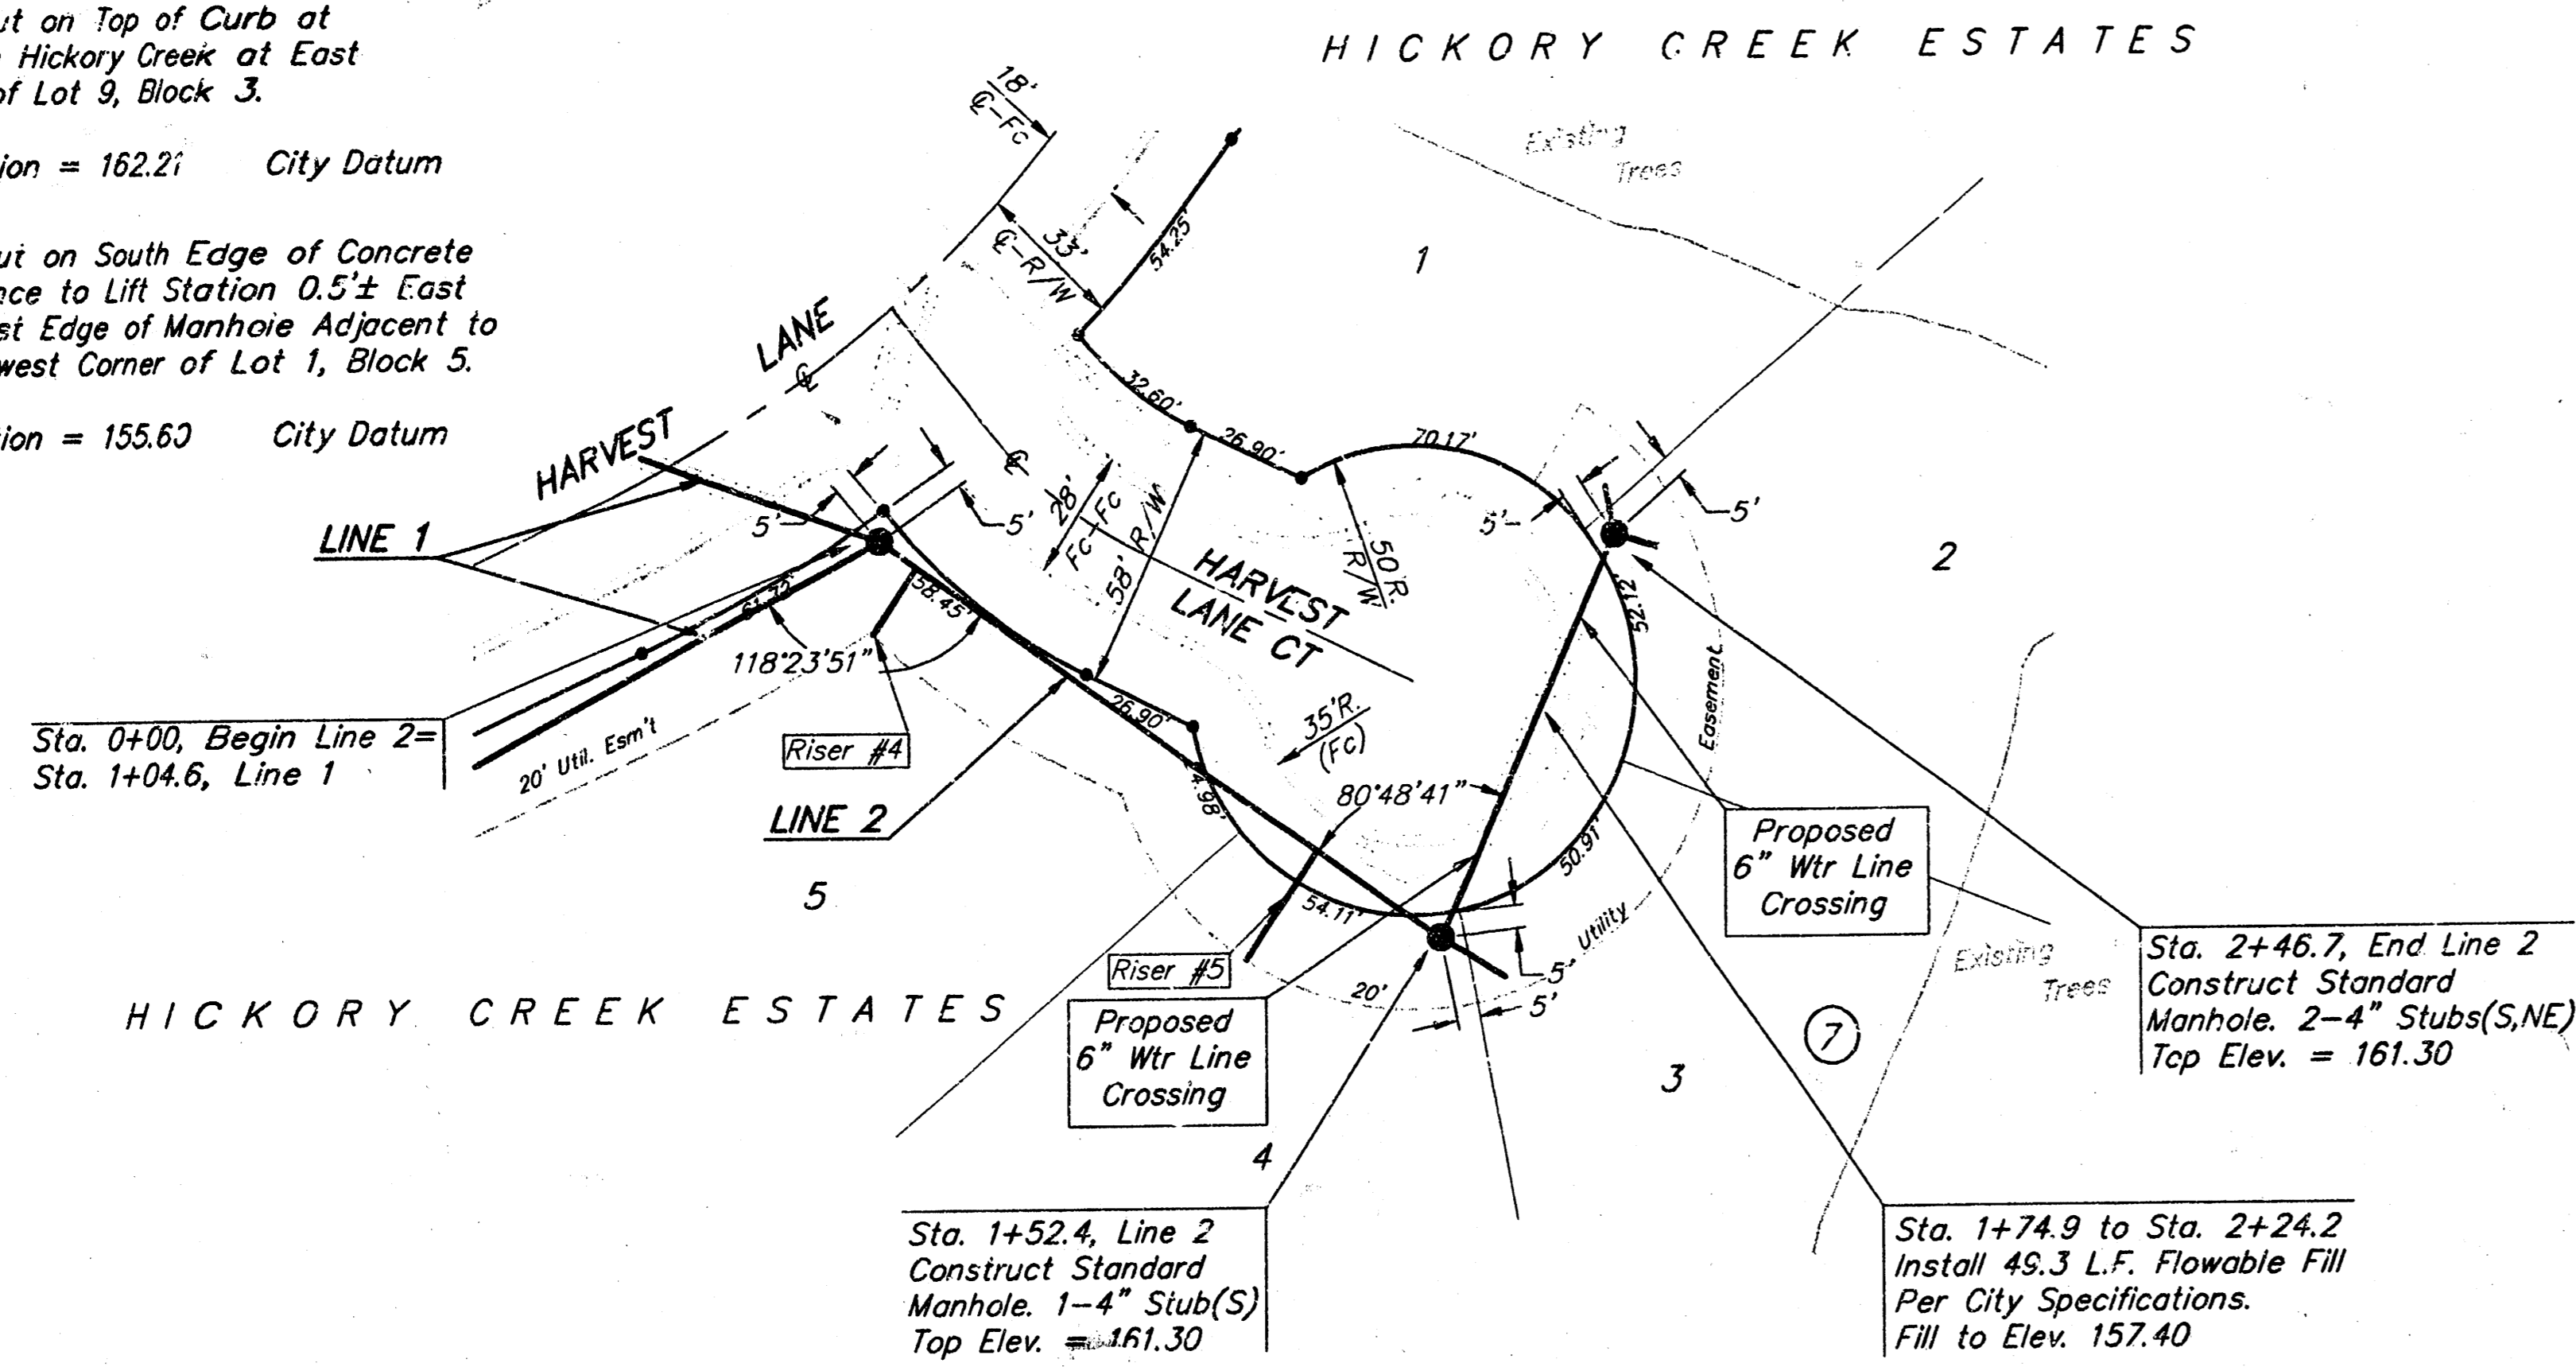 ut on Top of Curb at
Hickory Creek at East
of Lot 9, Block 3.
ion = 162.21 City Datum
ut on South Edge of Concrete
nce to Lift Station 0.5'± East
st Edge of Manhole Adjacent to
west Corner of Lot 1, Block 5.
ion = 155.60 City Datum
HICKORY CREEK ESTATES
18'
℄-Fc
33'
℄-R/W
54.25'
Existing
Trees
1
LANE
℄
HARVEST
32.60'
26.90'
70.17'
℄
5'
5'
28'
Fc-Fc
58' R/W
50 R.
R/W
5'
5'
2
LINE 1
HARVEST
LANE CT
61.72'
58.45'
52.12'
118°23'51"
Easement
26.90'
35'R.
(Fc)
Sta. 0+00, Begin Line 2=
Sta. 1+04.6, Line 1
20' Util. Esm't
Riser #4
LINE 2
80°48'41"
50.91'
Proposed
6" Wtr Line
Crossing
5
54.11'
Utility
Riser #5
20'
5'
5'
Existing
Trees
Sta. 2+46.7, End Line 2
Construct Standard
Manhole. 2-4" Stubs(S,NE)
Top Elev. = 161.30
HICKORY CREEK ESTATES
Proposed
6" Wtr Line
Crossing
7
3
4
Sta. 1+52.4, Line 2
Construct Standard
Manhole. 1-4" Stub(S)
Top Elev. = 161.30
Sta. 1+74.9 to Sta. 2+24.2
Install 49.3 L.F. Flowable Fill
Per City Specifications.
Fill to Elev. 157.40